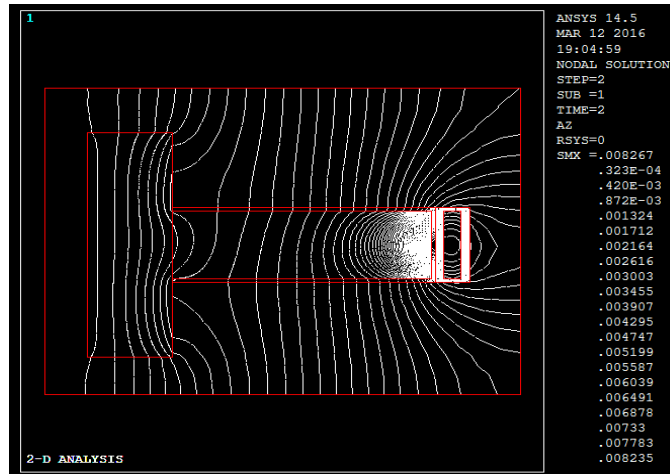 1
ANSYS 14.5
MAR 12 2016
19:04:59
NODAL SOLUTION
STEP=2
SUB =1
TIME=2
AZ
RSYS=0
SMX =.008267
.323E-04
.420E-03
.872E-03
.001324
.001712
.002164
.002616
.003003
.003455
.003907
.004295
.004747
.005199
.005587
.006039
.006491
.006878
.00733
.007783
.008235
2-D ANALYSIS